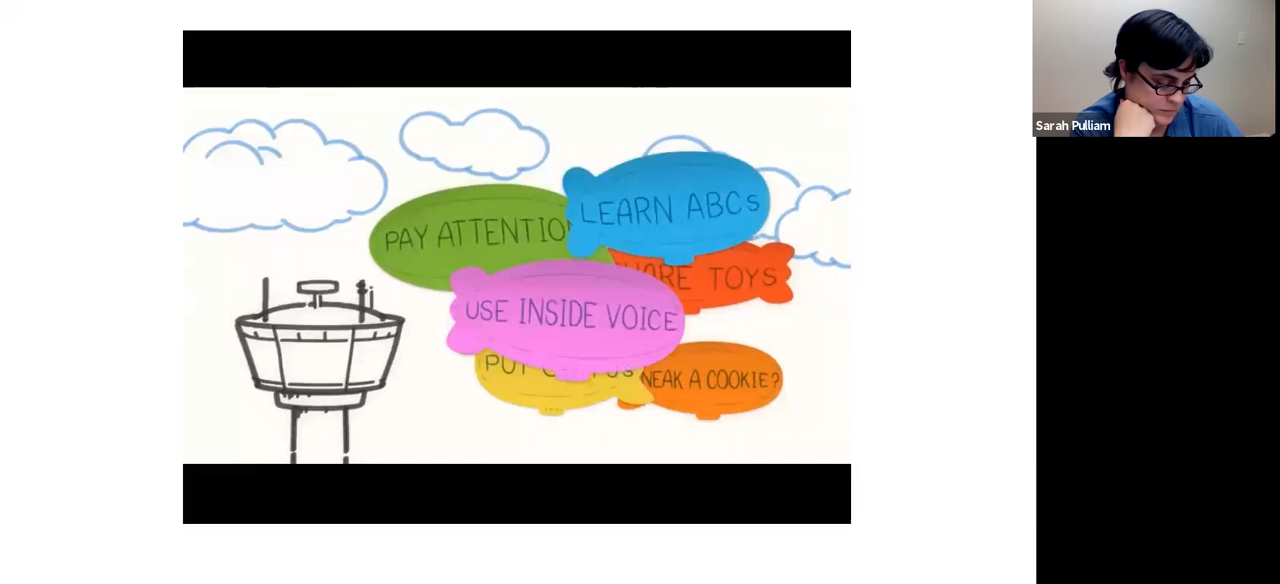 LEARN ABCs
PAY ATTENTIO
TOYS
USE INSIDE VOICE
PUT
NEAK A COOKIE?
Sarah Pulliam